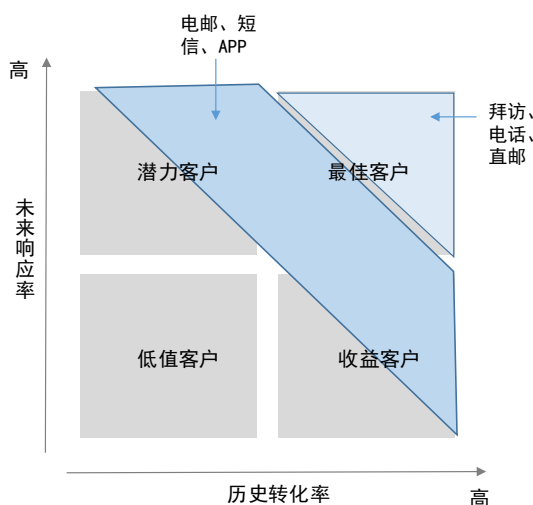 电邮、短
信、APP
高
拜访、
电话、
直邮
潜力客户
最佳客户
未来响应率
低值客户
收益客户
历史转化率
高